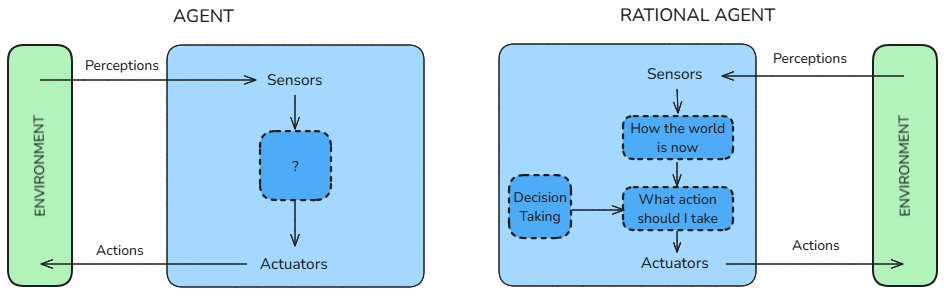 AGENT
Perceptions
Sensors
ENVIRONMENT
?
Actions
Actuators
RATIONAL AGENT
Sensors
Perceptions
How the world
is now
ENVIRONMENT
Decision
Taking
What action
should I take
Actuators
Actions